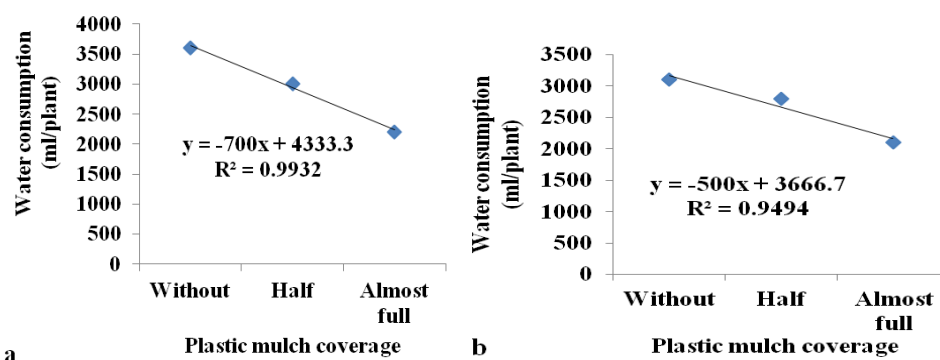 4000
3500
3000
2500
2000
1500
1000
500
0
Water consumption
(ml/plant)
y = -700x + 4333.3
R² = 0.9932
Without Half Almost
full
Plastic mulch coverage
a
3500
3000
2500
2000
1500
1000
500
0
Water consumption
(ml/plant)
y = -500x + 3666.7
R² = 0.9494
Without Half Almost
full
Plastic mulch coverage
b